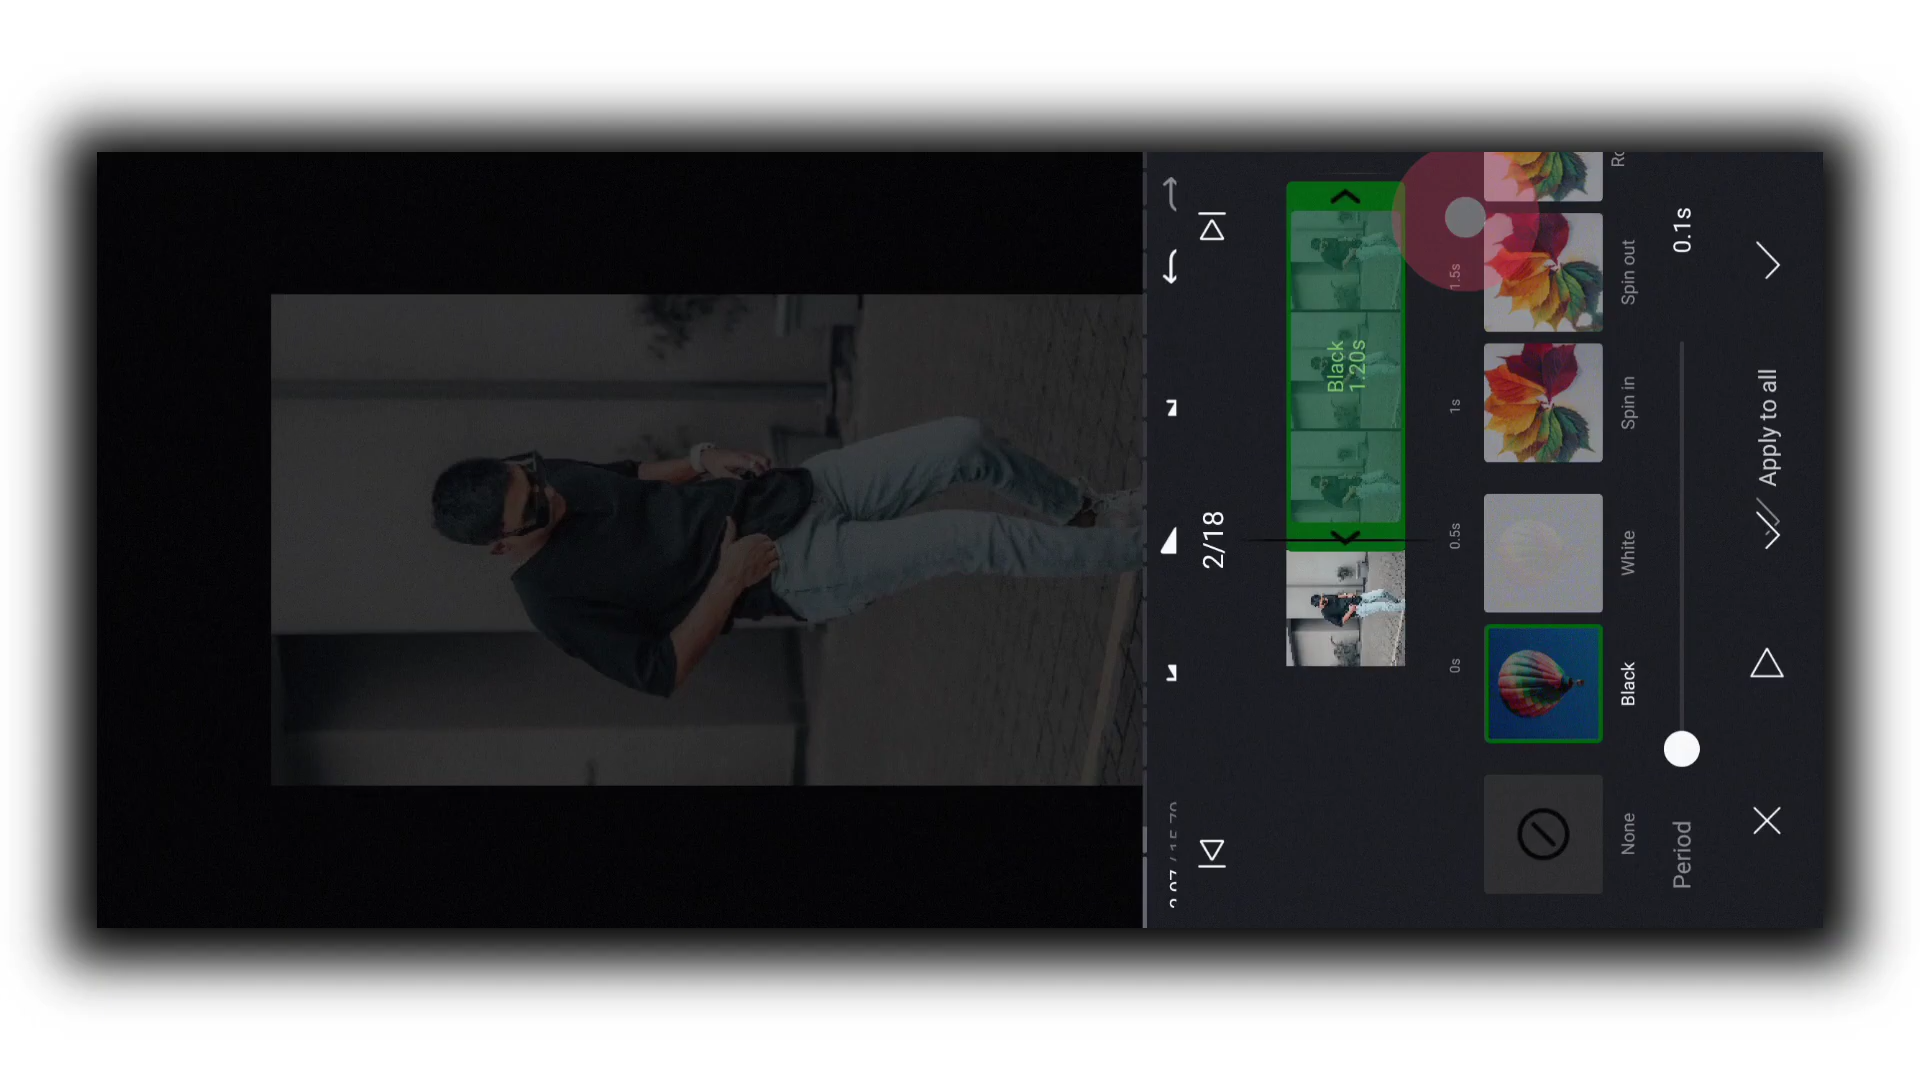 2/18
Black
1.20s
0s
0.5s
1s
1.5s
None
Black
White
Spin in
Spin out
Period
0.1s
Apply to all